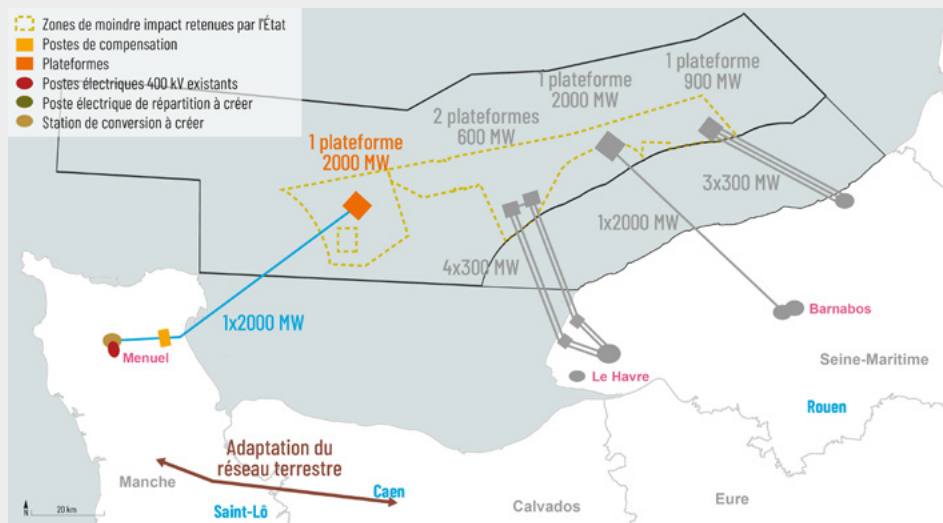 Zones de moindre impact retenues par l'État
Postes de compensation
Plateformes
Postes électriques 400 kV existants
Poste électrique de répartition à créer
Station de conversion à créer
1 plateforme
2000 MW
2 plateformes
600 MW
1 plateforme
2000 MW
1 plateforme
900 MW
3x300 MW
1x2000 MW
4x300 MW
1x2000 MW
Menuel
Barnabos
Le Havre
Seine-Maritime
Rouen
Adaptation du
réseau terrestre
Manche
Saint-Lô
Caen
Calvados
Eure
N
20 km